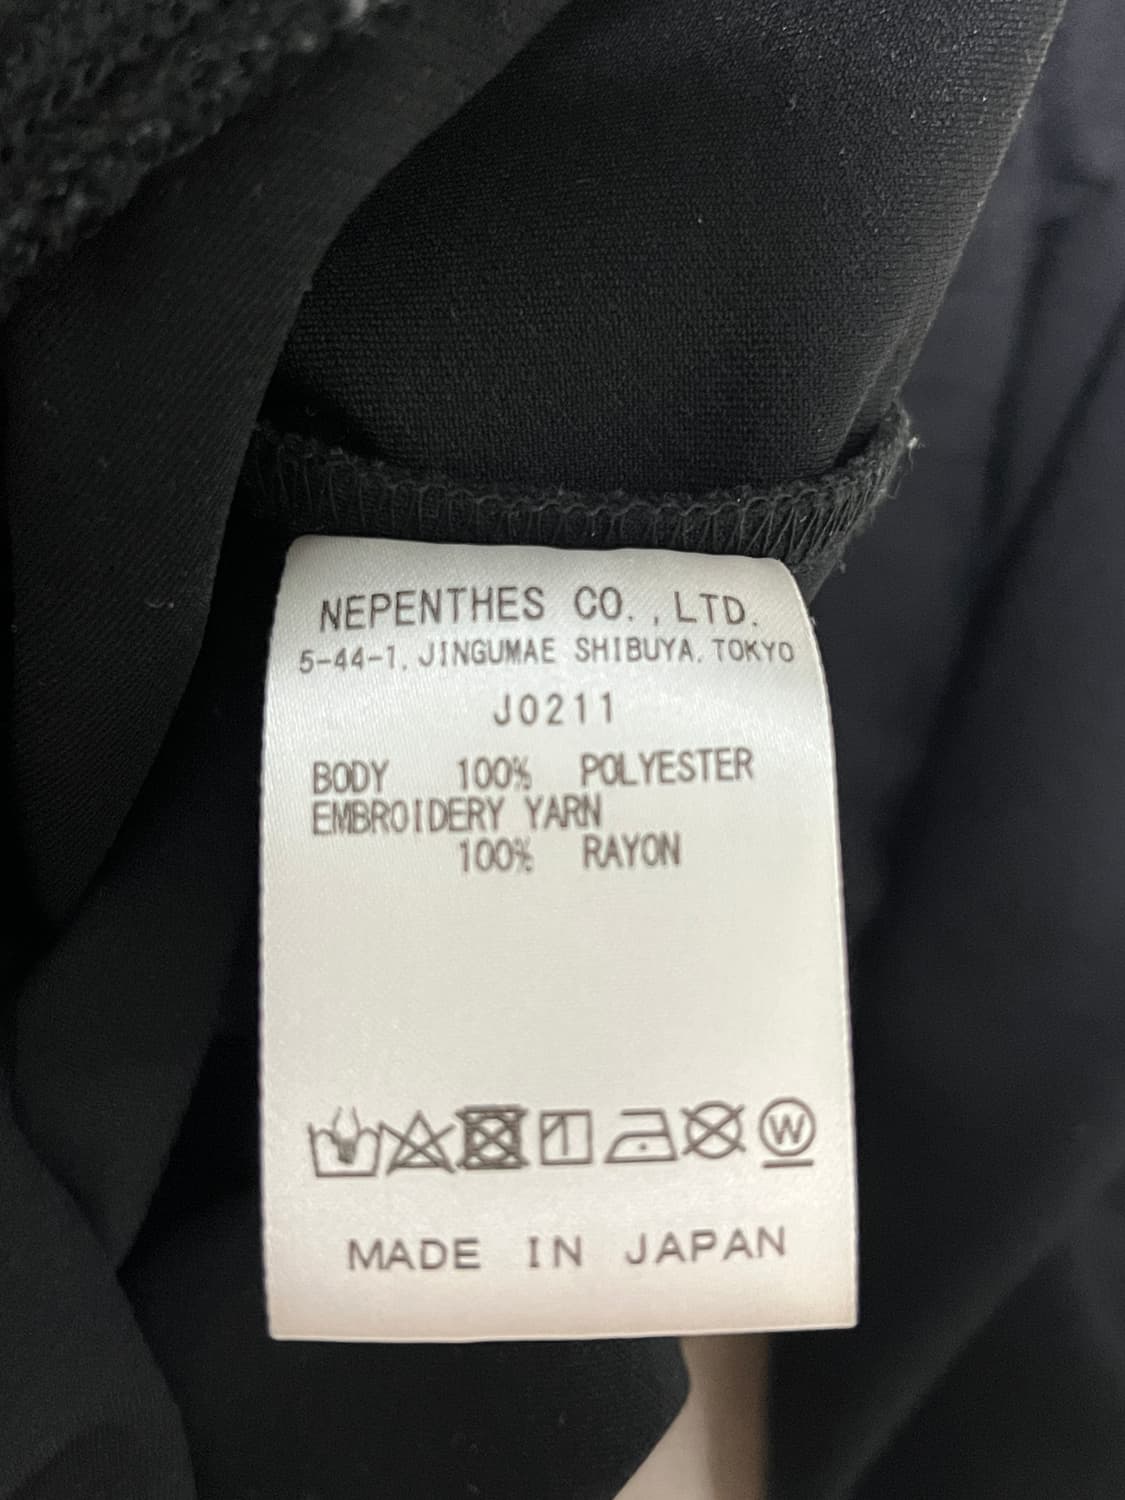 NEPENTHES CO.,LTD.
5-44-1, JINGUMAE SHIBUYA, TOKYO
J0211
BODY 100% POLYESTER
EMBROIDERY YARN
100% RAYON
W
MADE IN JAPAN